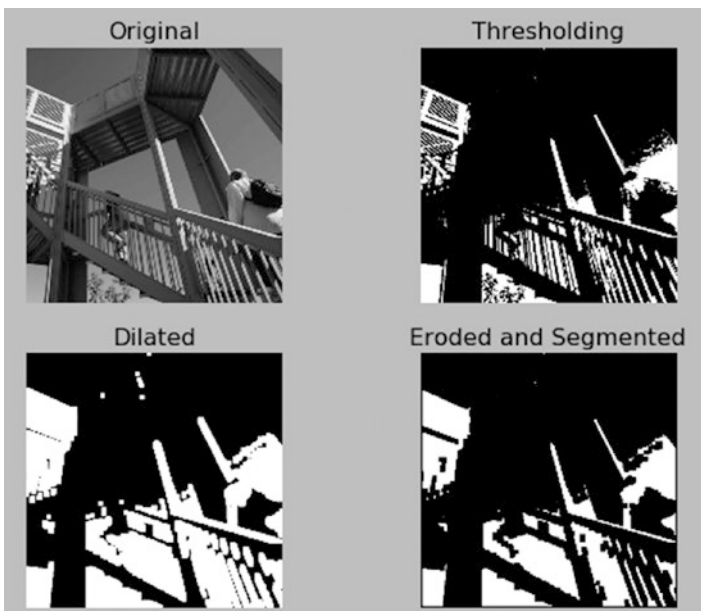 Original
Thresholding
Dilated
Eroded and Segmented